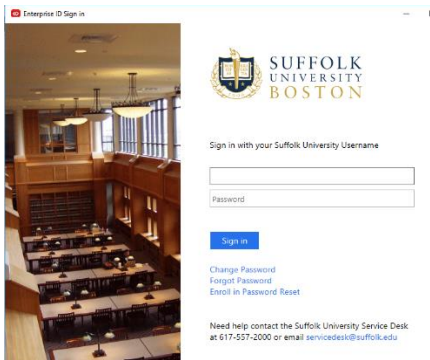 Enterprise ID Sign in
SUFFOLK
UNIVERSITY
BOSTON
Sign in with your Suffolk University Username
Password
Sign in
Change Password
Forgot Password
Enroll in Password Reset
Need help contact the Suffolk University Service Desk
at 617-557-2000 or email servicedesk@suffolk.edu